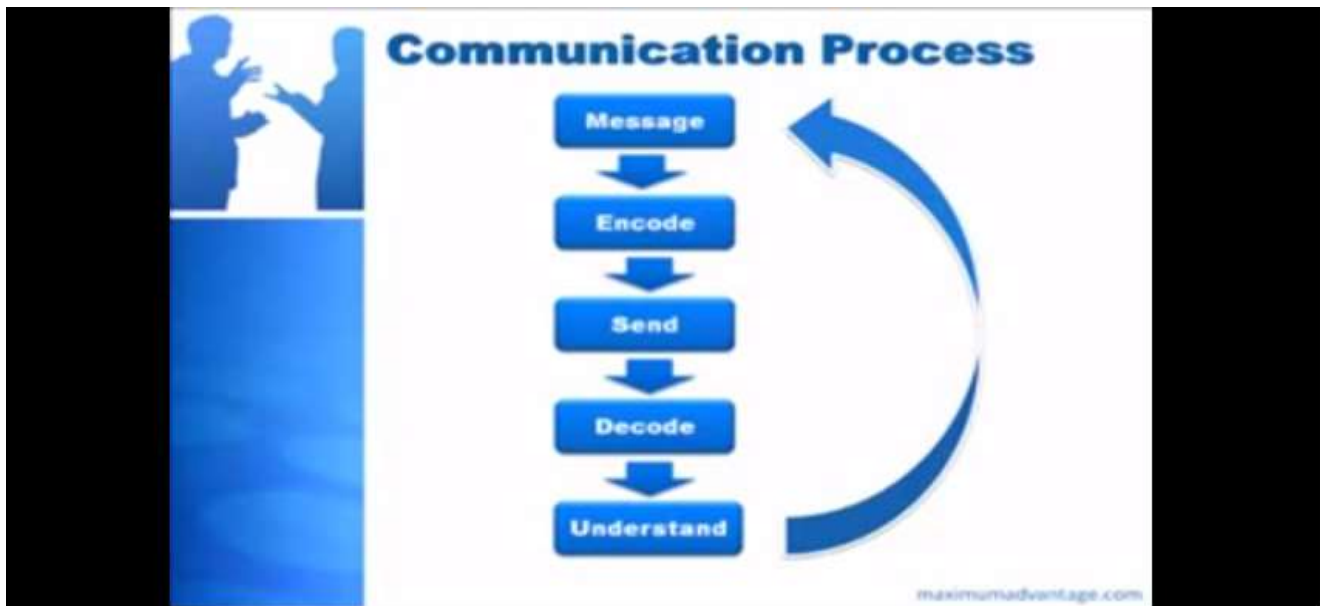 Communication Process
Message
Encode
Send
Decode
Understand
maximumadvantage.com